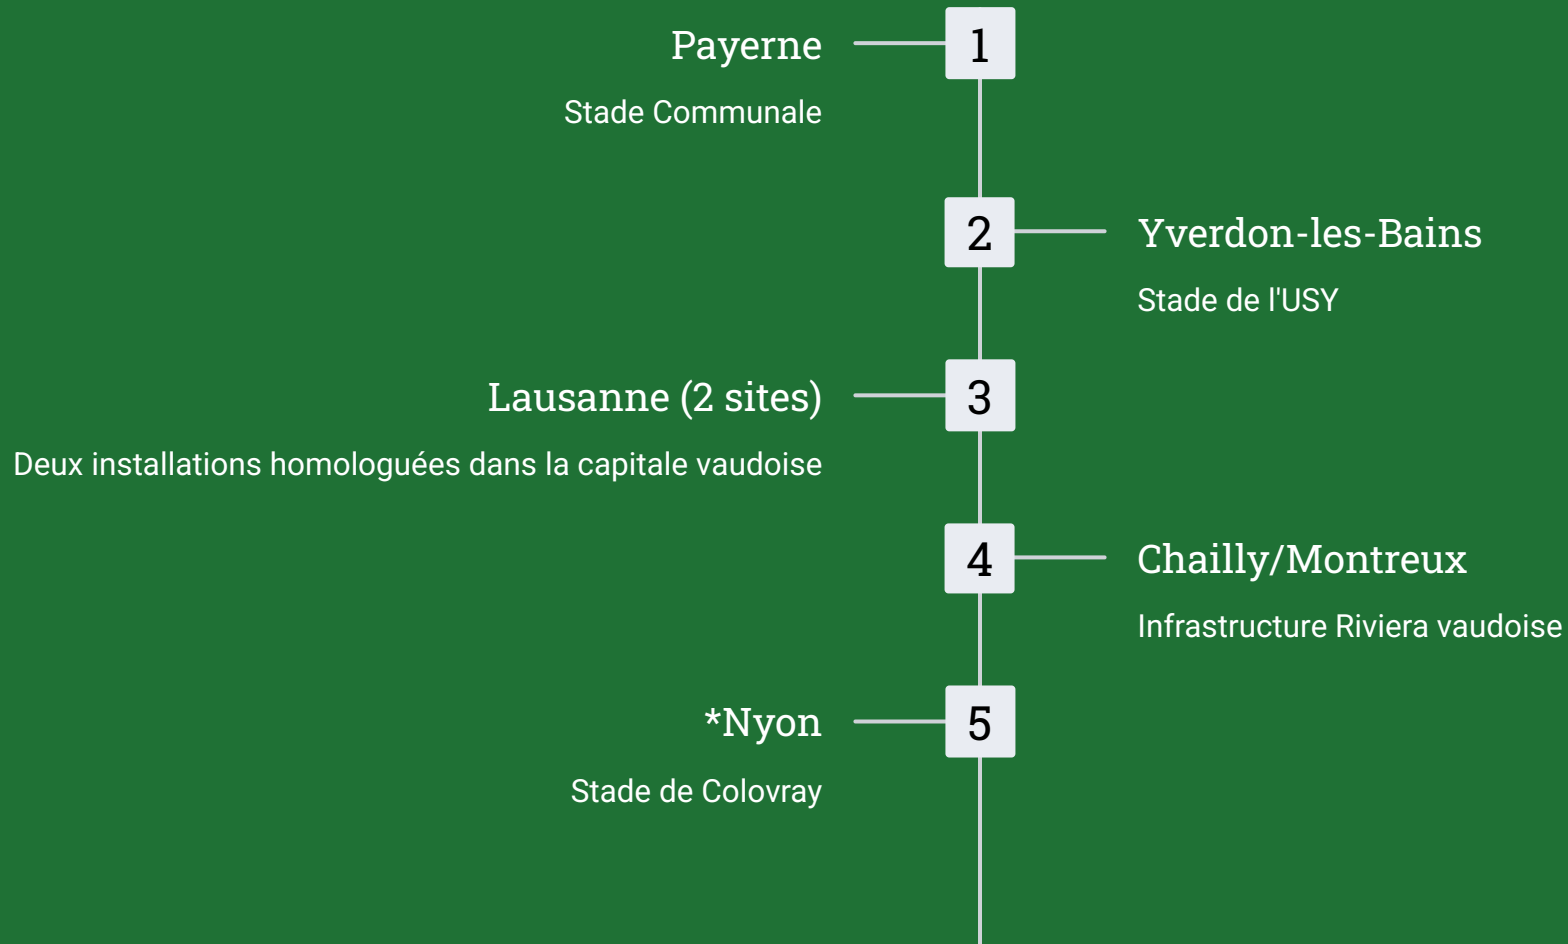 1
Payerne
Stade Communale
2
Yverdon-les-Bains
Stade de l'USY
3
Lausanne (2 sites)
Deux installations homologuées dans la capitale vaudoise
4
Chailly/Montreux
Infrastructure Riviera vaudoise
5
*Nyon
Stade de Colovray